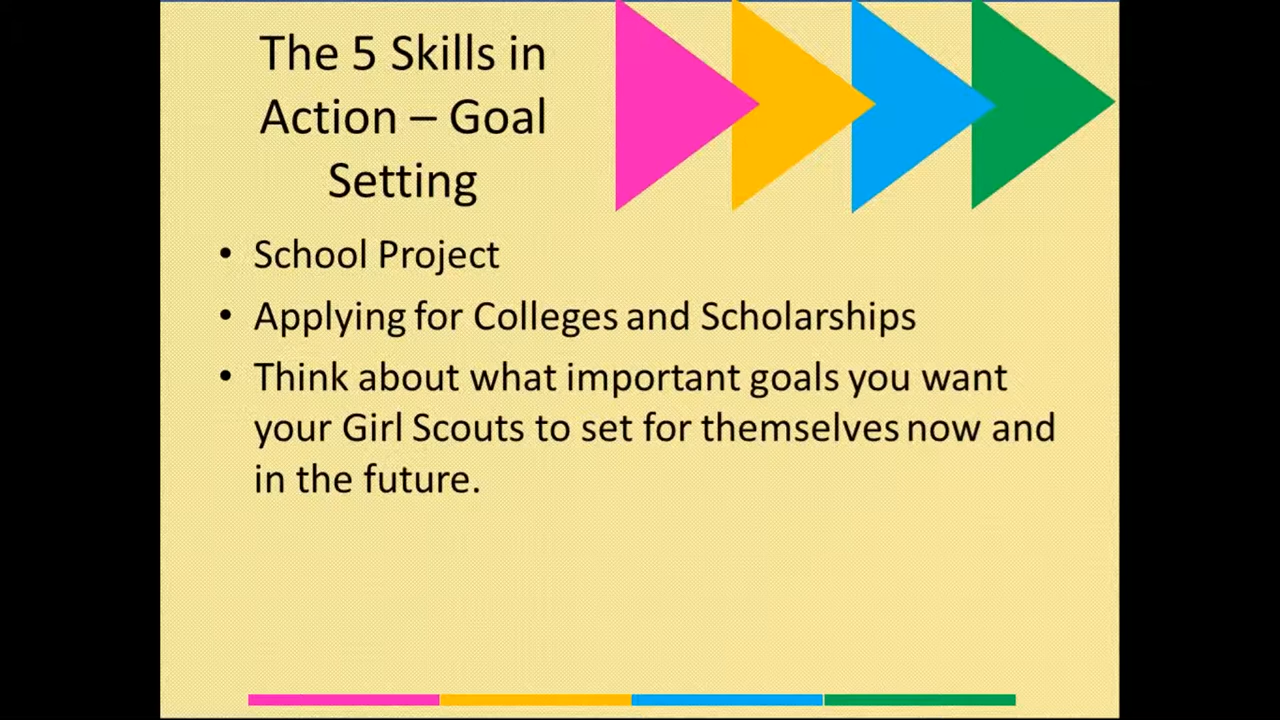 The 5 Skills in
Action – Goal
Setting
• School Project
• Applying for Colleges and Scholarships
• Think about what important goals you want
your Girl Scouts to set for themselves now and
in the future.